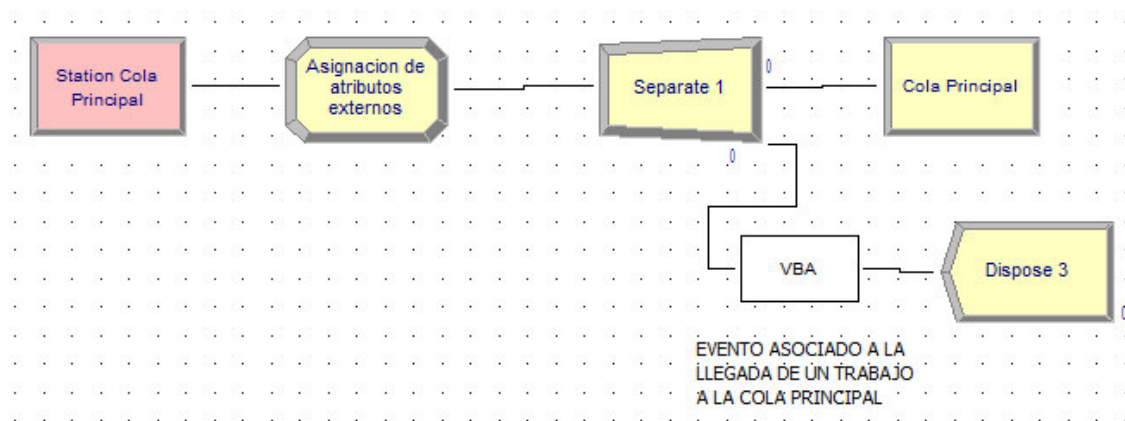 Station Cola
Principal
Asignacion de
atributos
externos
Separate 1
0
0
Cola Principal
VBA
Dispose 3
0
EVENTO ASOCIADO A LA
LLEGADA DE UN TRABAJO
A LA COLA PRINCIPAL